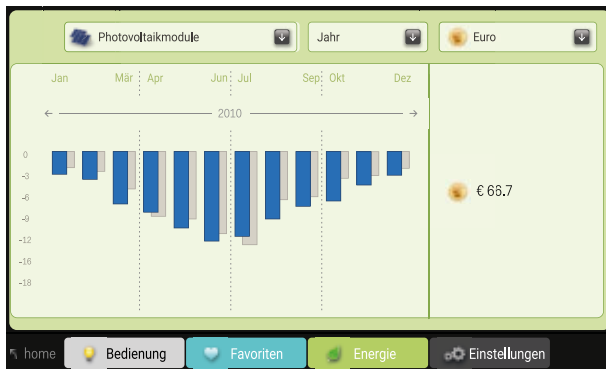 Photovoltaikmodule Jahr Euro
Jan Mär Apr Jun Jul Sep Okt Dez
← 2010 →
0
-3
-6
-9
-12
-16
-18
€ 66.7
home Bedienung Favoriten Energie Einstellungen